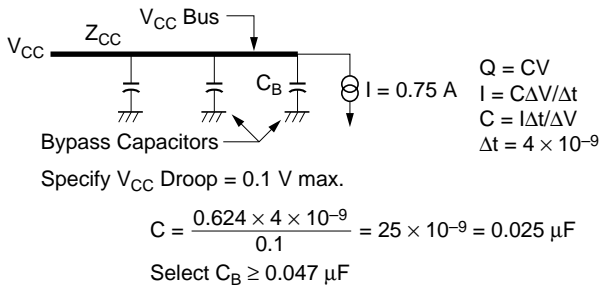 V_CC Bus
V_CC
Z_CC
C_B
I = 0.75 A
Bypass Capacitors
Q = CV
I = CΔV/Δt
C = IΔt/ΔV
Δt = 4 × 10⁻⁹
Specify V_CC Droop = 0.1 V max.
C = 0.624 × 4 × 10⁻⁹ / 0.1 = 25 × 10⁻⁹ = 0.025 μF
Select C_B ≥ 0.047 μF